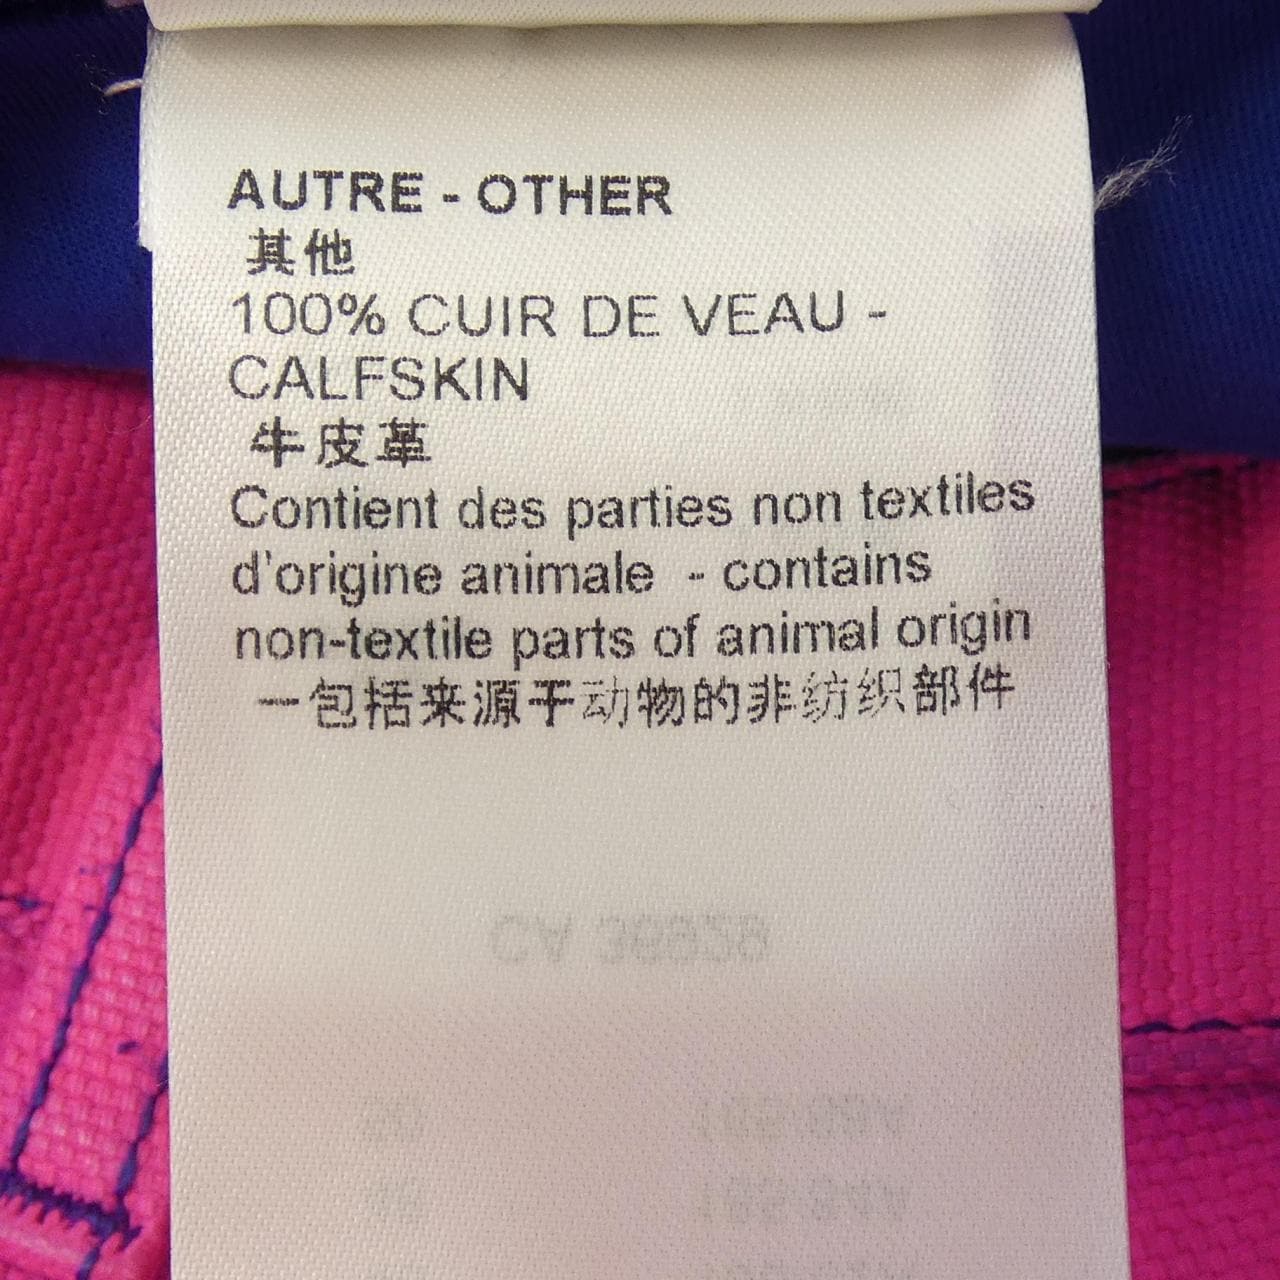 AUTRE - OTHER
其他
100% CUIR DE VEAU -
CALFSKIN
牛皮革
Contient des parties non textiles
d'origine animale - contains
non-textile parts of animal origin
一包括来源于动物的非纺织部件